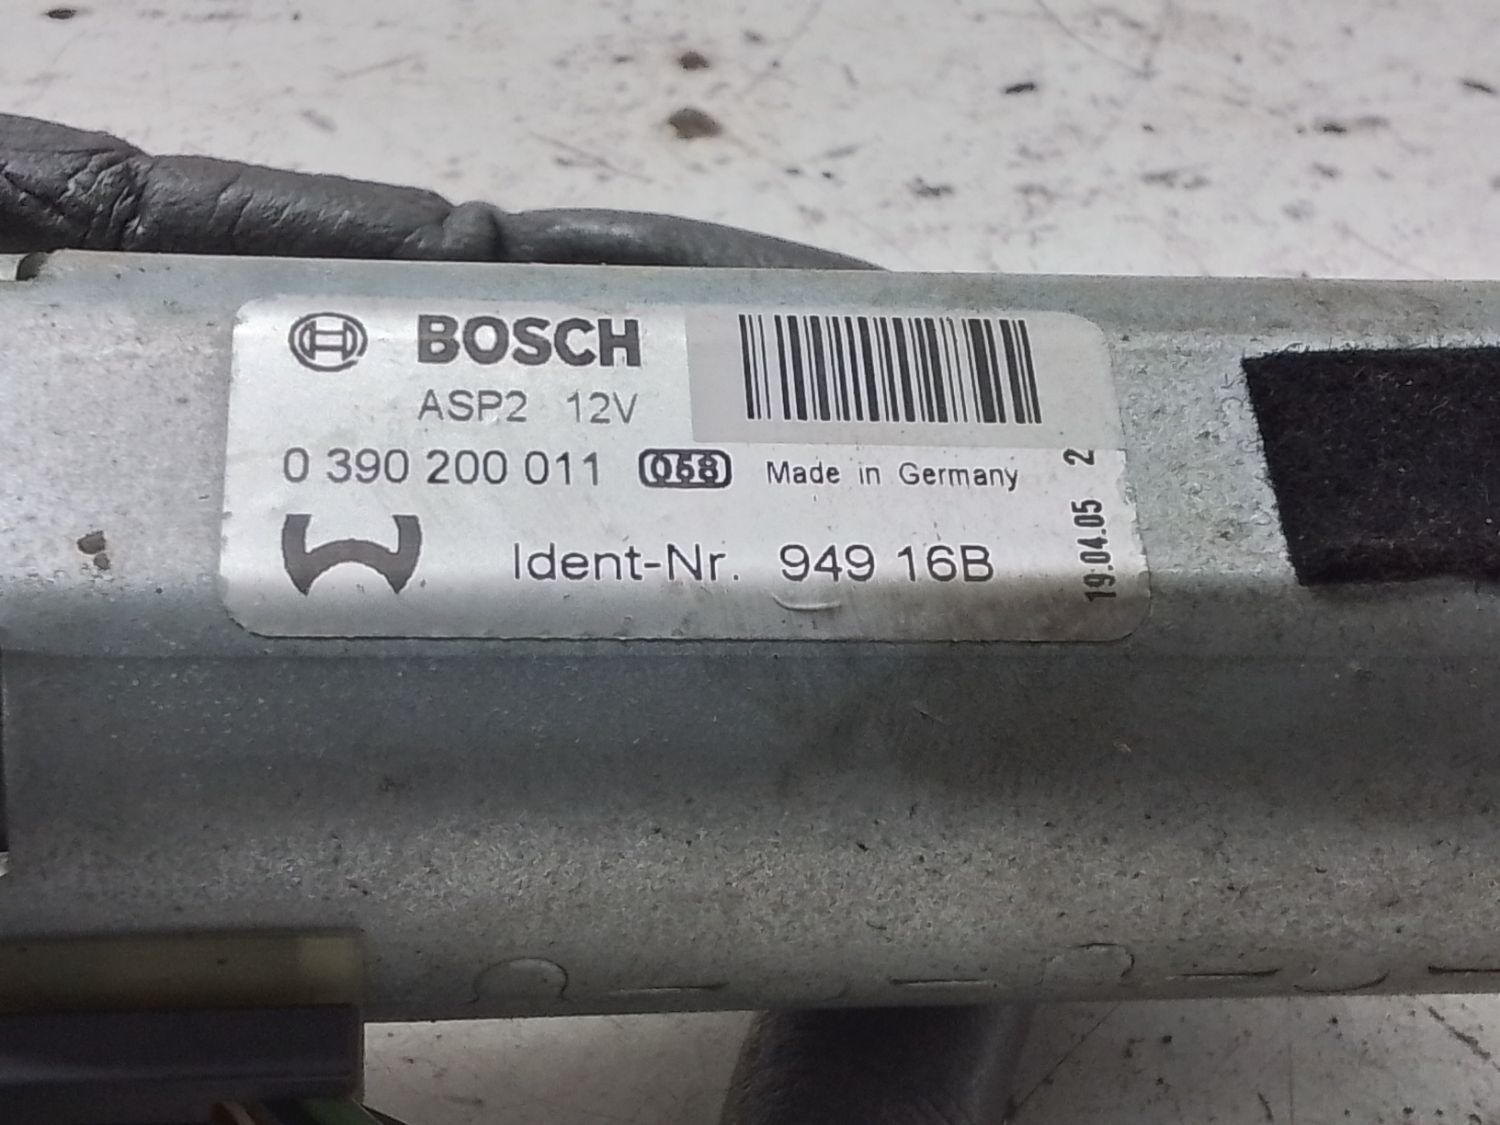 BOSCH
ASP2 12V
0 390 200 011 058 Made in Germany
Ident-Nr. 949 16B
19.04.05 2